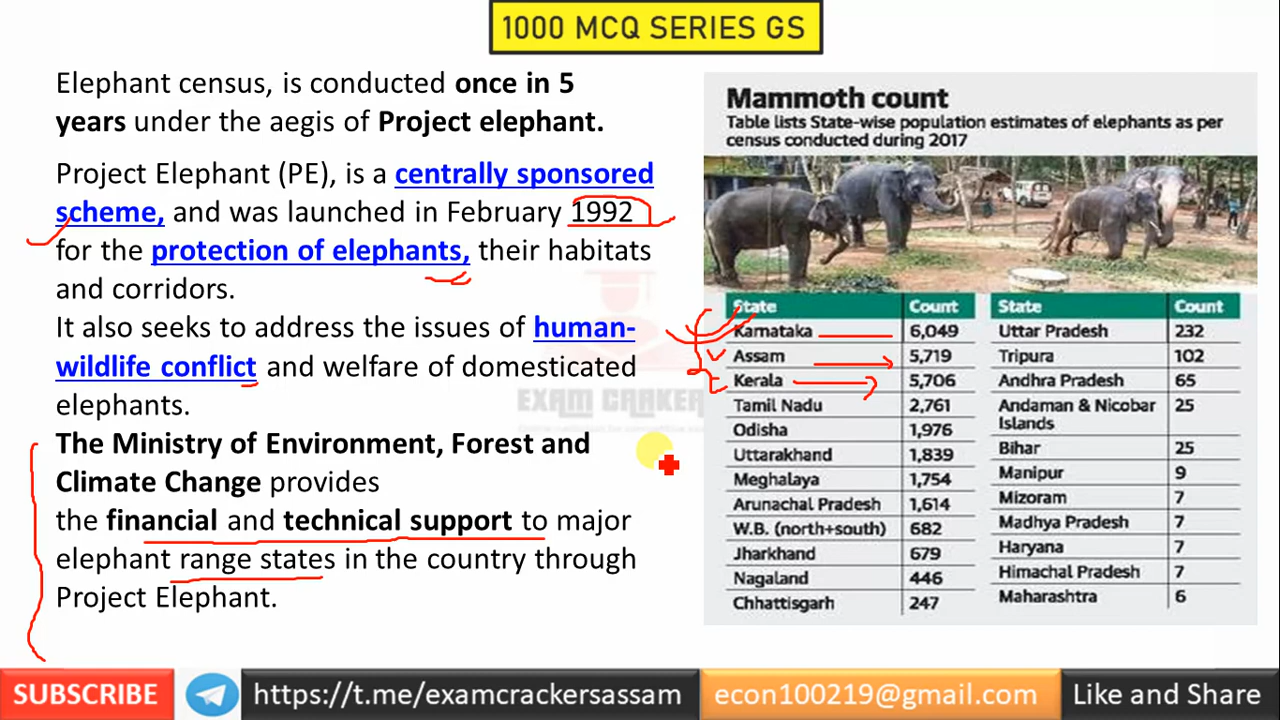 1000 MCQ SERIES GS
Elephant census, is conducted once in 5
years under the aegis of Project elephant.
Project Elephant (PE), is a centrally sponsored
scheme, and was launched in February 1992
for the protection of elephants, their habitats
and corridors.
It also seeks to address the issues of human-
wildlife conflict and welfare of domesticated
elephants.
The Ministry of Environment, Forest and
Climate Change provides
the financial and technical support to major
elephant range states in the country through
Project Elephant.
Mammoth count
Table lists State-wise population estimates of elephants as per
census conducted during 2017
State Count State Count
Karnataka 6,049 Uttar Pradesh 232
Assam 5,719 Tripura 102
Kerala 5,706 Andhra Pradesh 65
Tamil Nadu 2,761 Andaman & Nicobar Islands 25
Odisha 1,976 Bihar 25
Uttarakhand 1,839 Manipur 9
Meghalaya 1,754 Mizoram 7
Arunachal Pradesh 1,614 Madhya Pradesh 7
W.B. (north+south) 682 Haryana 7
Jharkhand 679 Himachal Pradesh 7
Nagaland 446 Maharashtra 6
Chhattisgarh 247
EXAM CRAKER
SUBSCRIBE
https://t.me/examcrackersassam
econ100219@gmail.com
Like and Share